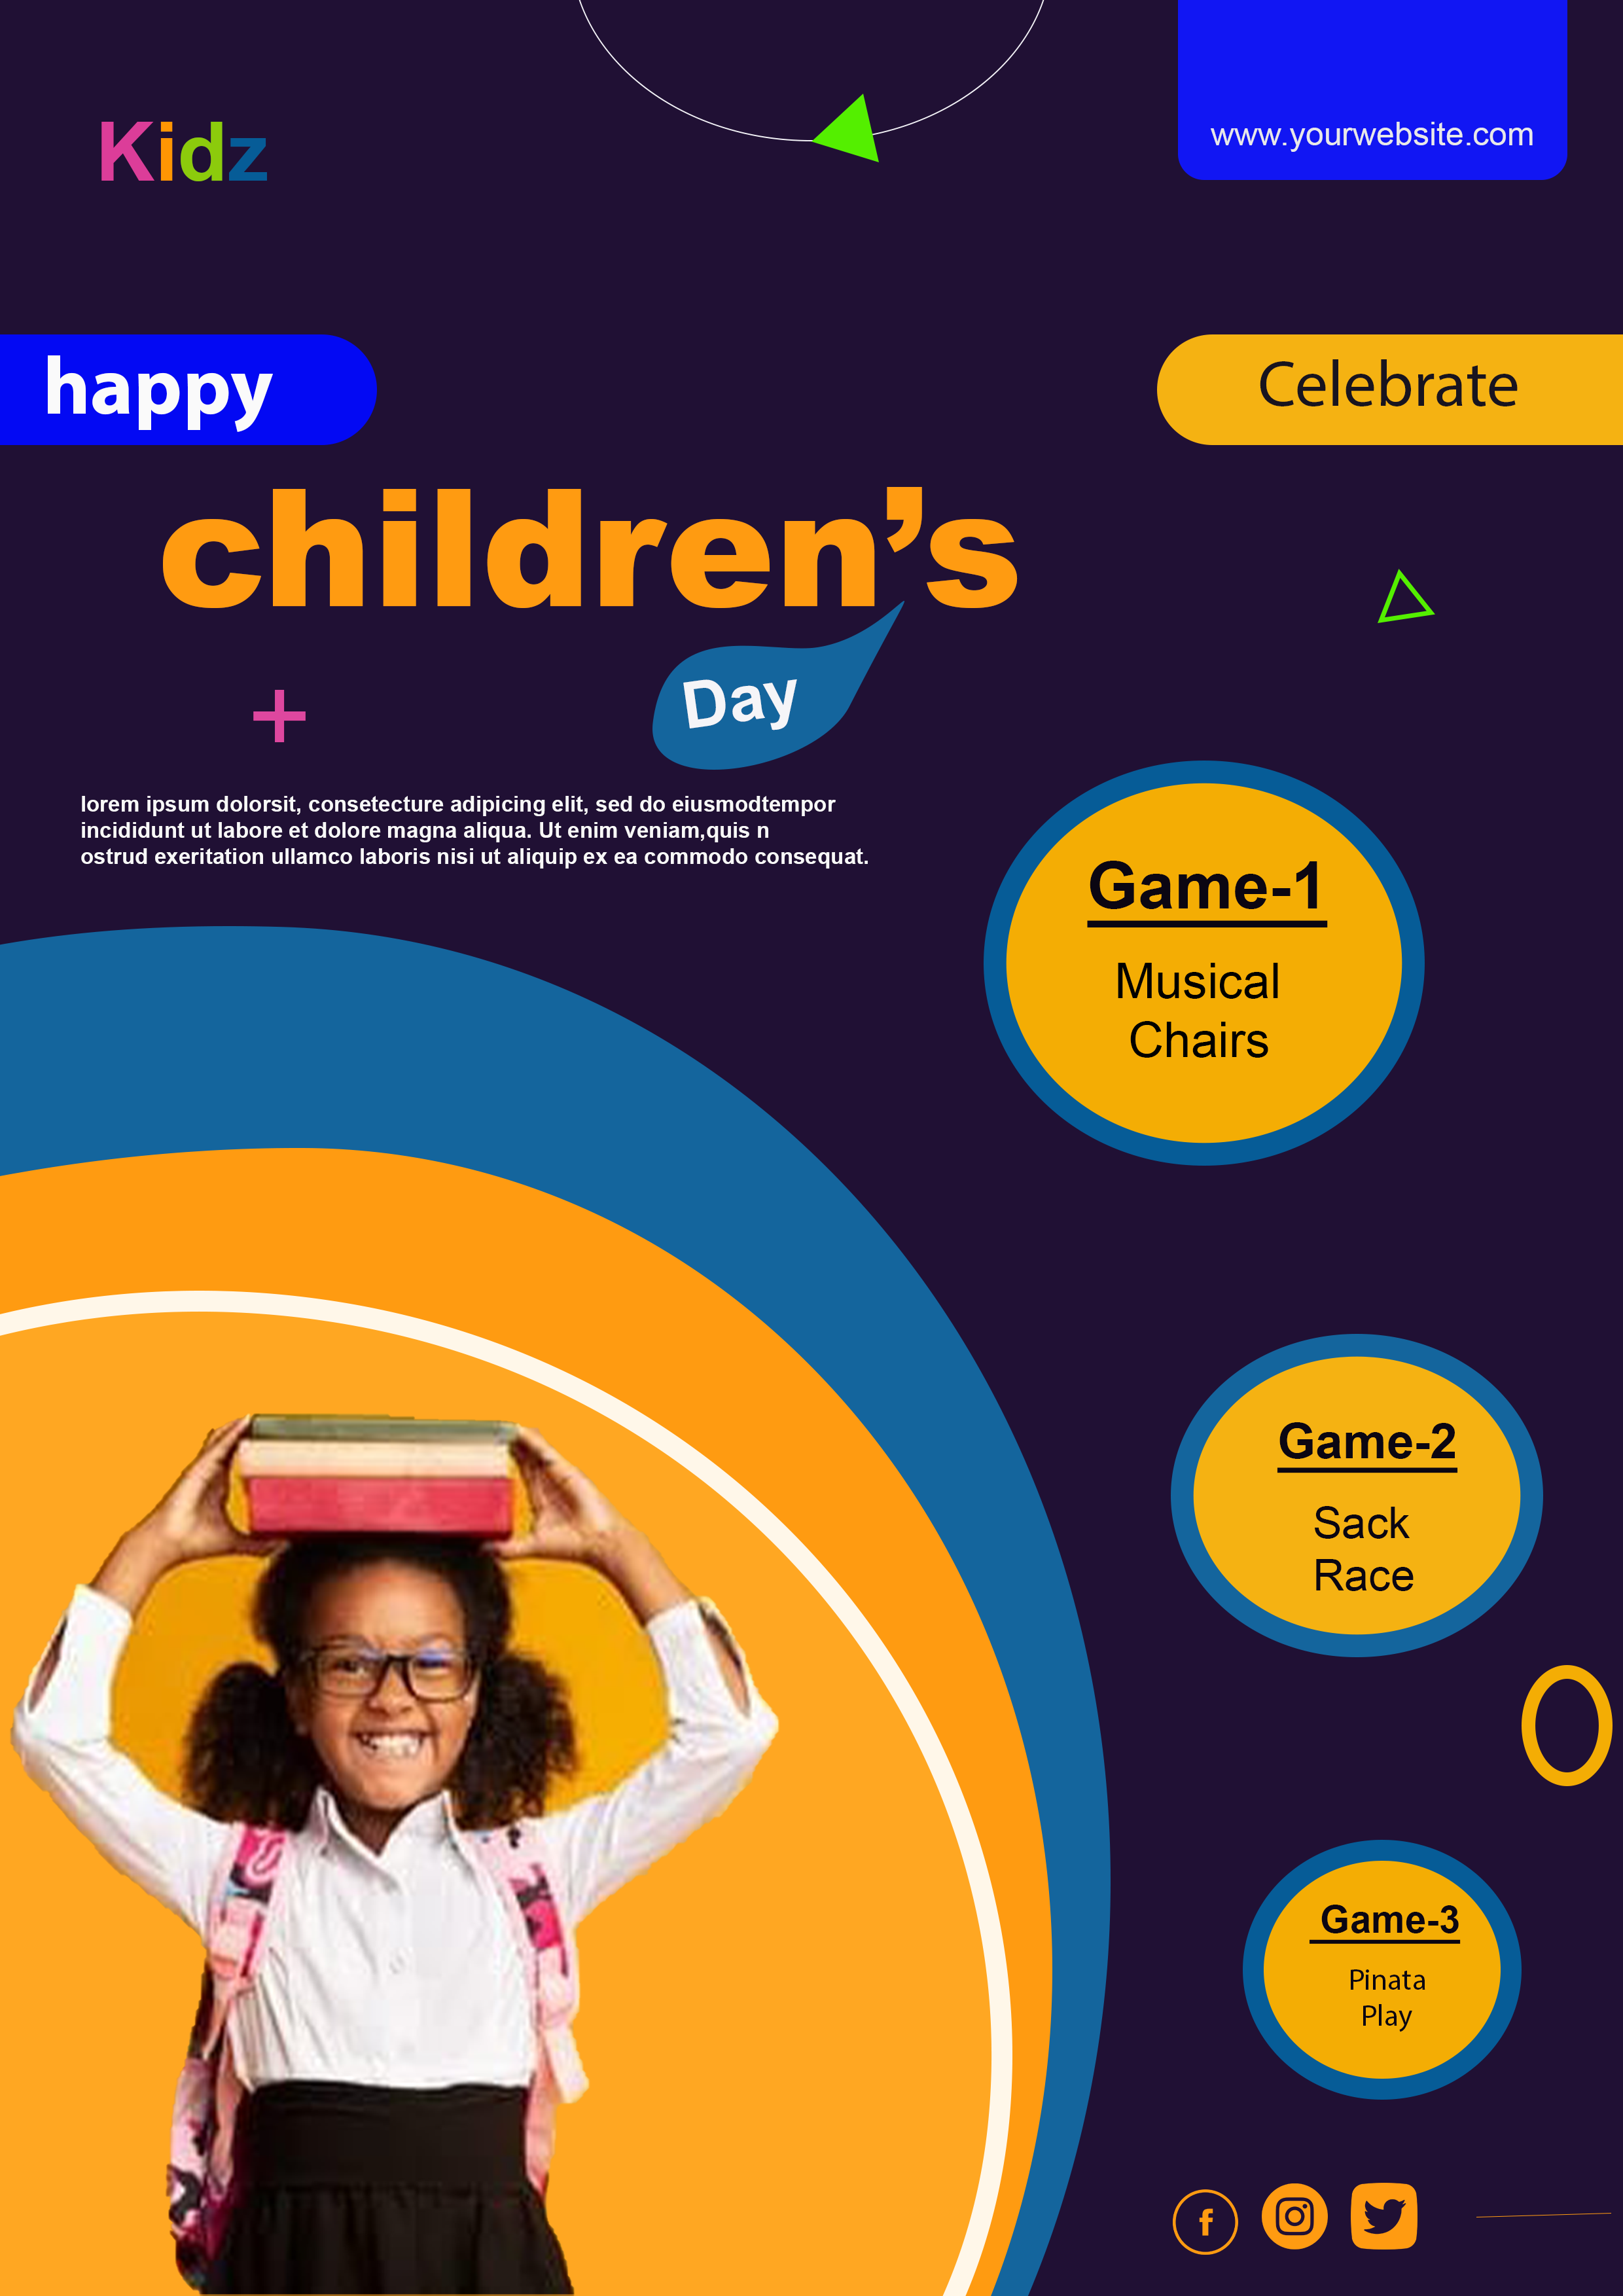 Kidz
www.yourwebsite.com
happy
Celebrate
children’s
Day
lorem ipsum dolorsit, consetecture adipicing elit, sed do eiusmodtempor
incididunt ut labore et dolore magna aliqua. Ut enim veniam,quis n
ostrud exeritation ullamco laboris nisi ut aliquip ex ea commodo consequat.
Game-1
Musical
Chairs
Game-2
Sack
Race
Game-3
Pinata
Play